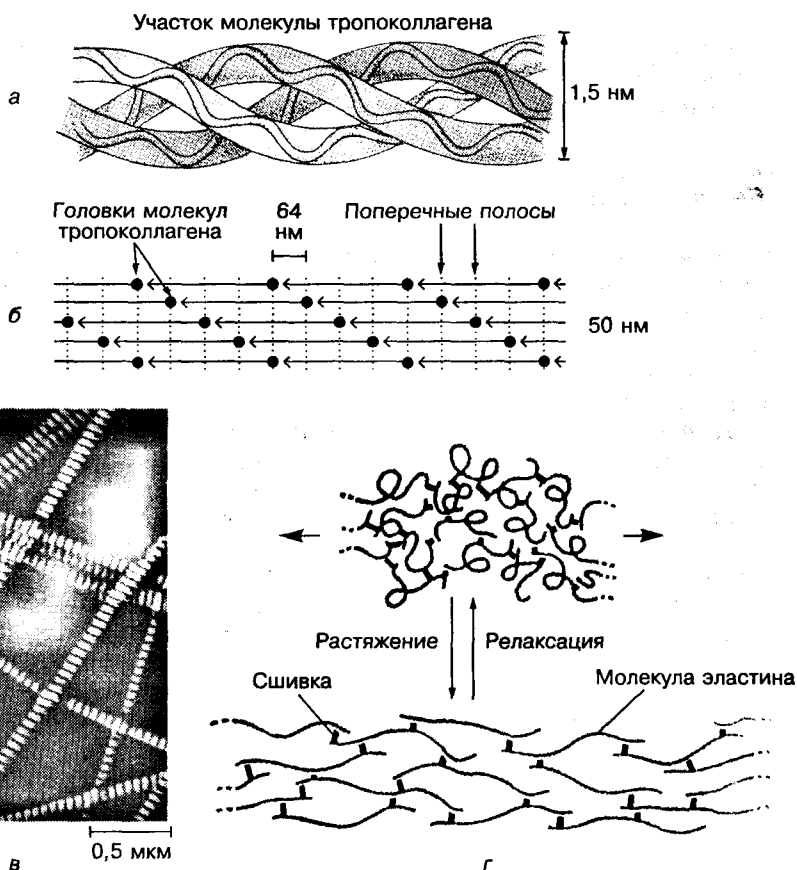 Участок молекулы тропоколлагена
а
1,5 нм
Головки молекул
тропоколлагена
64
нм
Поперечные полосы
б
50 нм
Растяжение
Релаксация
Сшивка
Молекула эластина
0,5 мкм
в
г